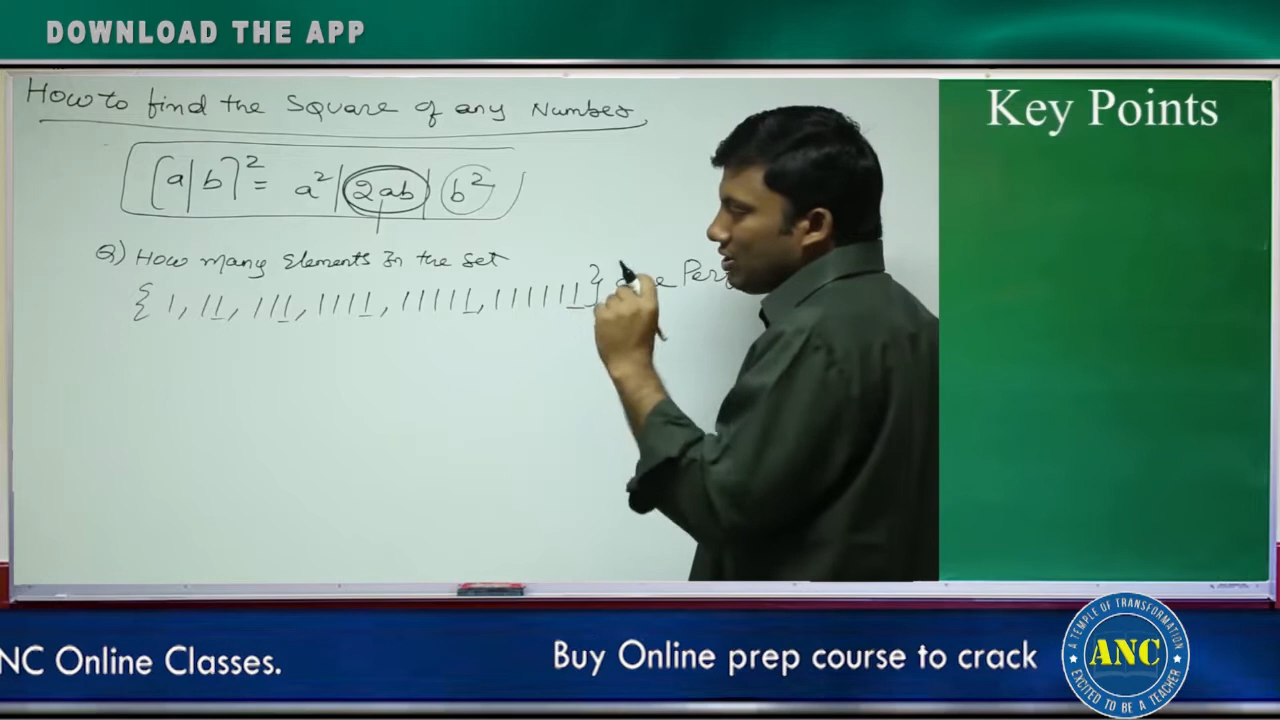 DOWNLOAD THE APP
How to find the Square of any Number
[a|b]² = a² | 2ab | b²
Key Points
Q) How many Elements In the Set
{ 1, 11, 111, 1111, 11111, 111111 } are
NC Online Classes.
Buy Online prep course to crack
A TEMPLE OF TRANSFORMATION
ANC
EXCITED TO BE A TEACHER